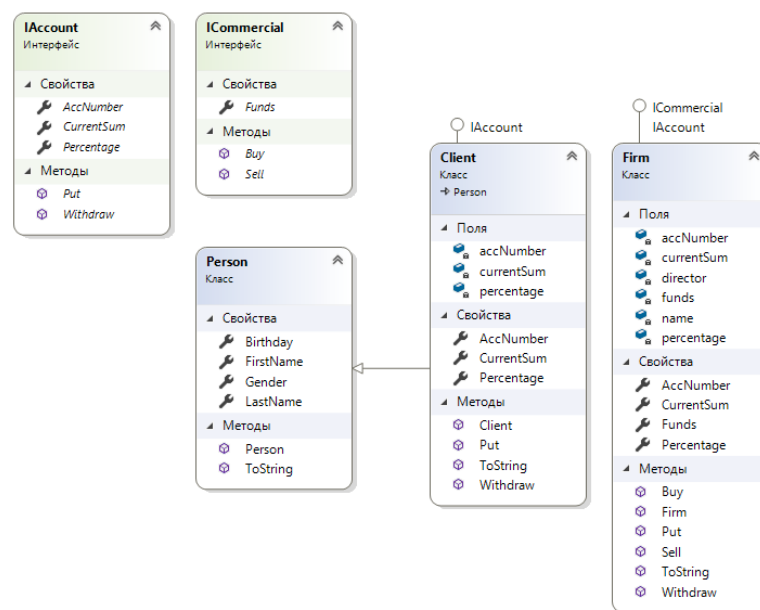 IAccount
Интерфейс
Свойства
AccNumber
CurrentSum
Percentage
Методы
Put
Withdraw
ICommercial
Интерфейс
Свойства
Funds
Методы
Buy
Sell
Person
Класс
Свойства
Birthday
FirstName
Gender
LastName
Методы
Person
ToString
IAccount
Client
Класс
Person
Поля
accNumber
currentSum
percentage
Свойства
AccNumber
CurrentSum
Percentage
Методы
Client
Put
ToString
Withdraw
ICommercial
IAccount
Firm
Класс
Поля
accNumber
currentSum
director
funds
name
percentage
Свойства
AccNumber
CurrentSum
Funds
Percentage
Методы
Buy
Firm
Put
Sell
ToString
Withdraw